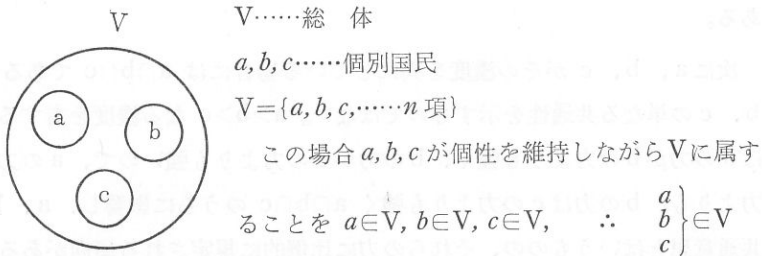 V
a
b
c
V……総 体
a, b, c……個別国民
V={a, b, c,……n 項}
この場合 a, b, c が個性を維持しながら V に属す
ることを a∈V, b∈V, c∈V, ∴ a b c}∈V